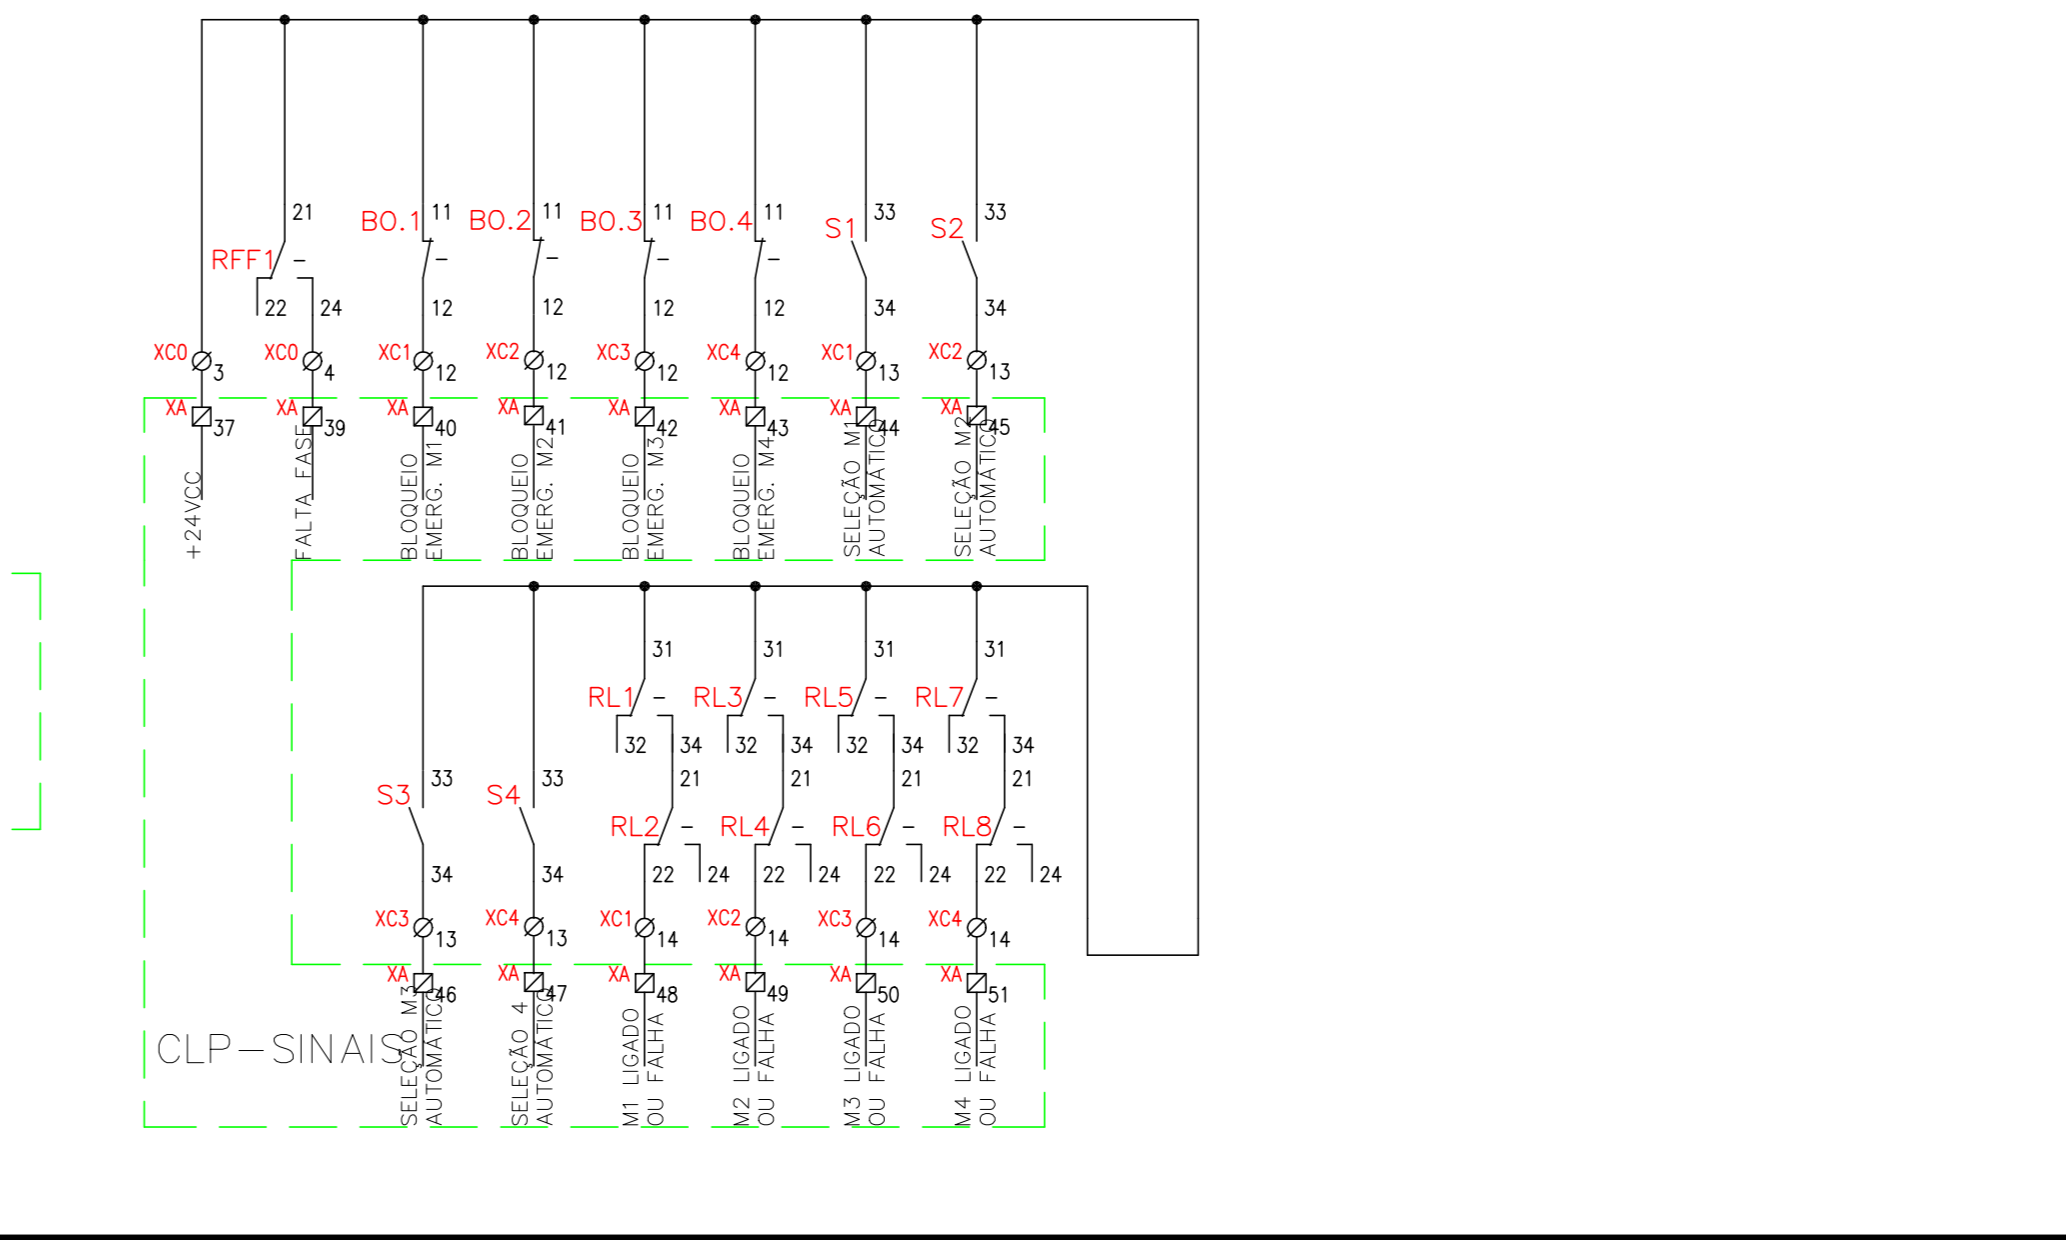 21 11 11 11 11 33 33
RFF1 BO.1 BO.2 BO.3 BO.4 S1 S2
22 24 12 12 12 12 34 34
XC0 XC0 XC1 XC2 XC3 XC4 XC1 XC2
3 4 12 12 12 12 13 13
XA XA XA XA XA XA XA XA
37 39 40 41 42 43 44 45
+24VCC
FALTA FASE
BLOQUEIO
EMERG. M1
BLOQUEIO
EMERG. M2
BLOQUEIO
EMERG. M3
BLOQUEIO
EMERG. M4
SELEÇÃO M1
AUTOMÁTICO
SELEÇÃO M2
AUTOMÁTICO
31 31 31 31
RL1 RL3 RL5 RL7
32 34 32 34 32 34 32 34
33 33 21 21 21 21
S3 S4 RL2 RL4 RL6 RL8
34 34 22 24 22 24 22 24 22 24
XC3 XC4 XC1 XC2 XC3 XC4
13 13 14 14 14 14
XA XA XA XA XA XA
46 47 48 49 50 51
CLP-SINAIS
SELEÇÃO M3
AUTOMÁTICO
SELEÇÃO 4
AUTOMÁTICO
M1 LIGADO
OU FALHA
M2 LIGADO
OU FALHA
M3 LIGADO
OU FALHA
M4 LIGADO
OU FALHA